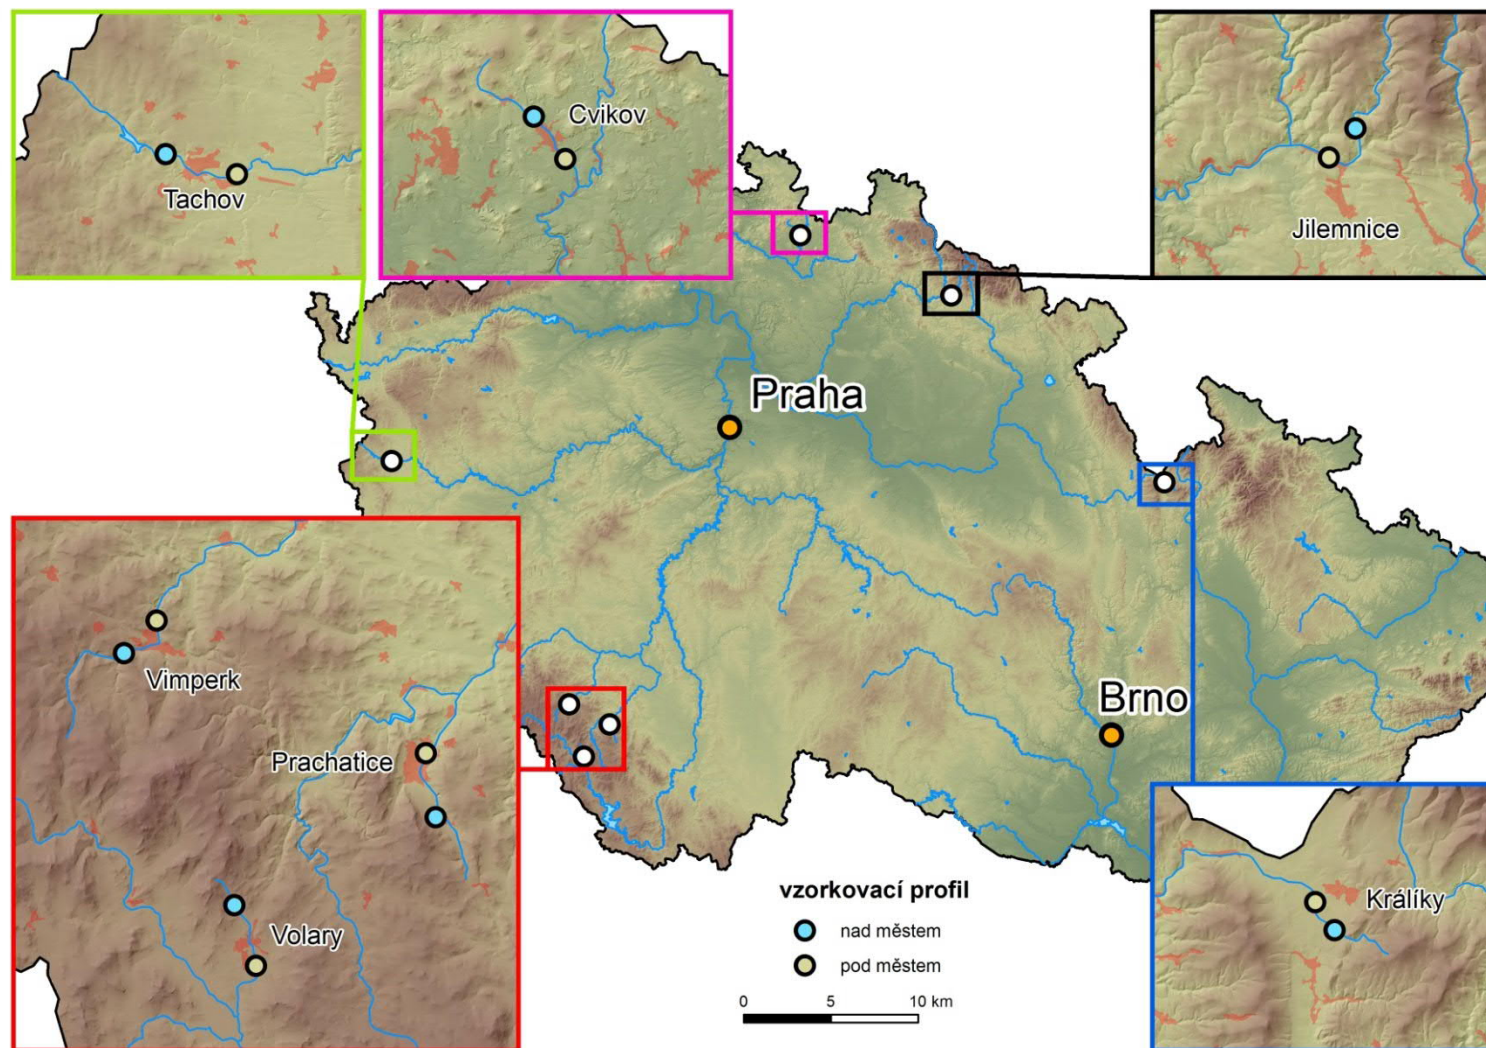 Cvikov
Tachov
Jilemnice
Praha
Vimperk
Prachatice
Brno
Volary
vzorkovací profil
nad městem
pod městem
0 5 10 km
Králíky